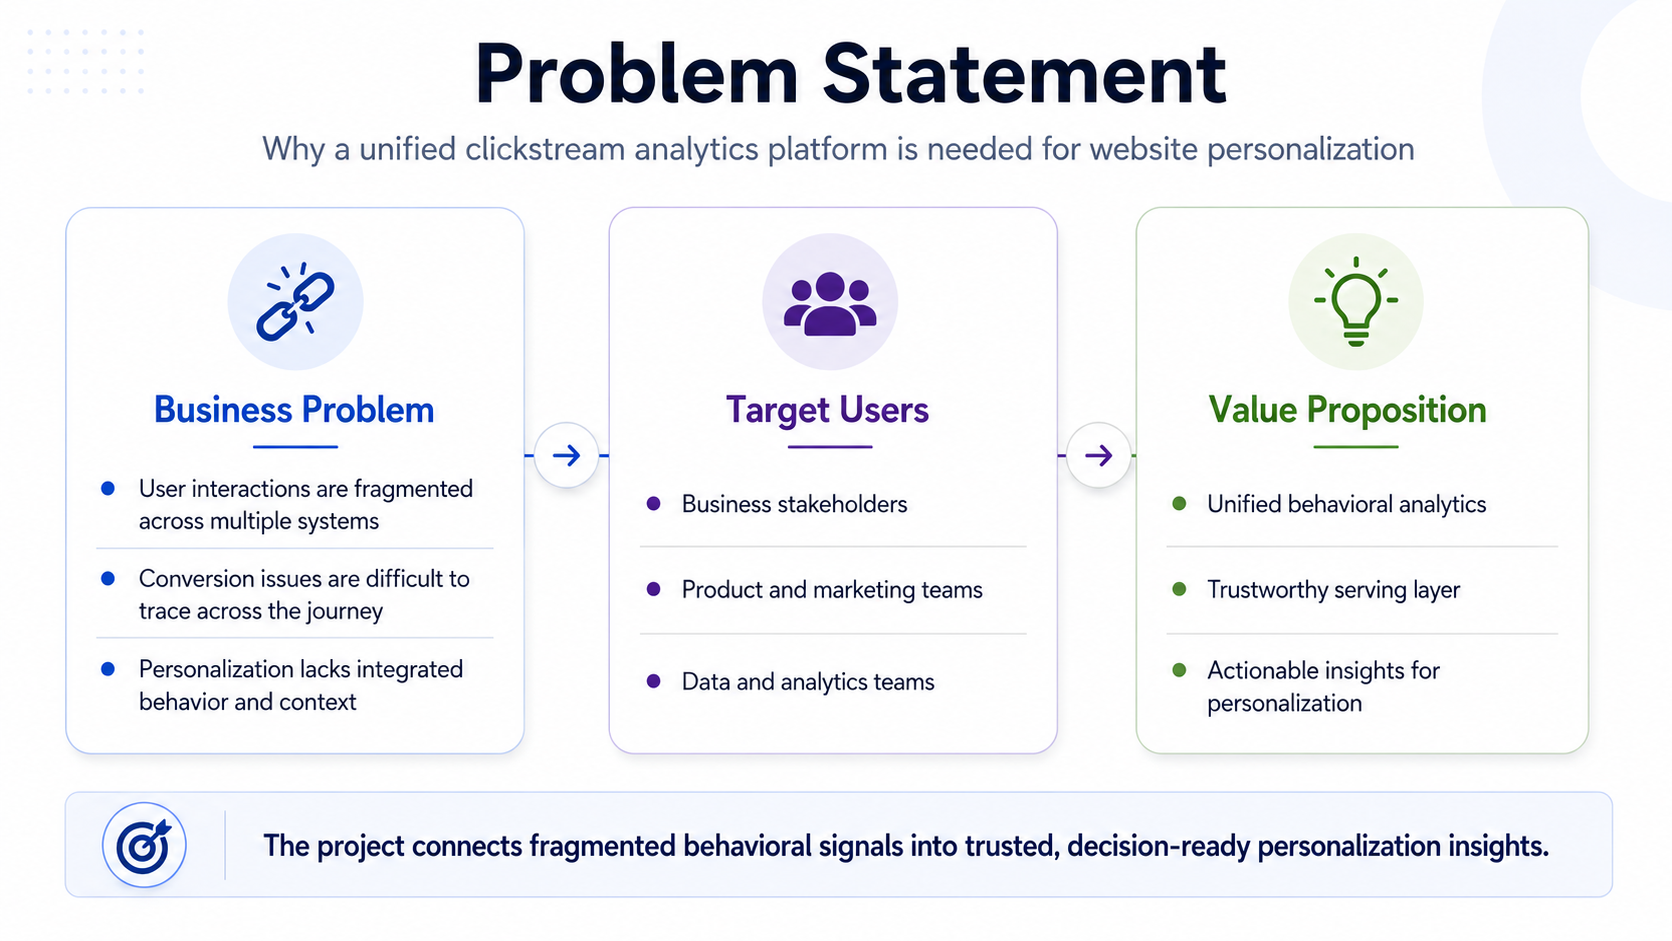 Problem Statement
Why a unified clickstream analytics platform is needed for website personalization
Business Problem
User interactions are fragmented
across multiple systems
Conversion issues are difficult to
trace across the journey
Personalization lacks integrated
behavior and context
Target Users
Business stakeholders
Product and marketing teams
Data and analytics teams
Value Proposition
Unified behavioral analytics
Trustworthy serving layer
Actionable insights for
personalization
The project connects fragmented behavioral signals into trusted, decision-ready personalization insights.